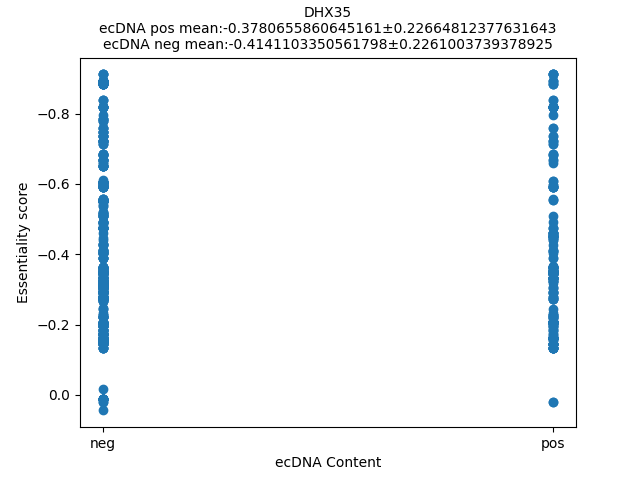 DHX35
ecDNA pos mean:-0.3780655860645161±0.22664812377631643
ecDNA neg mean:-0.4141103350561798±0.2261003739378925
−0.8
−0.6
−0.4
−0.2
0.0
Essentiality score
neg
pos
ecDNA Content